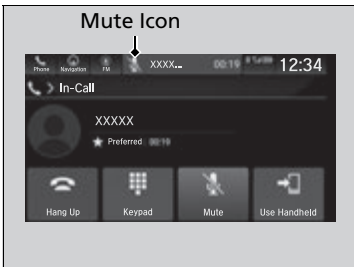 Mute Icon
Phone Navigation FM XXXX... 00:19 12:34
> In-Call
XXXXX
★ Preferred 00:19
Hang Up Keypad Mute Use Handheld